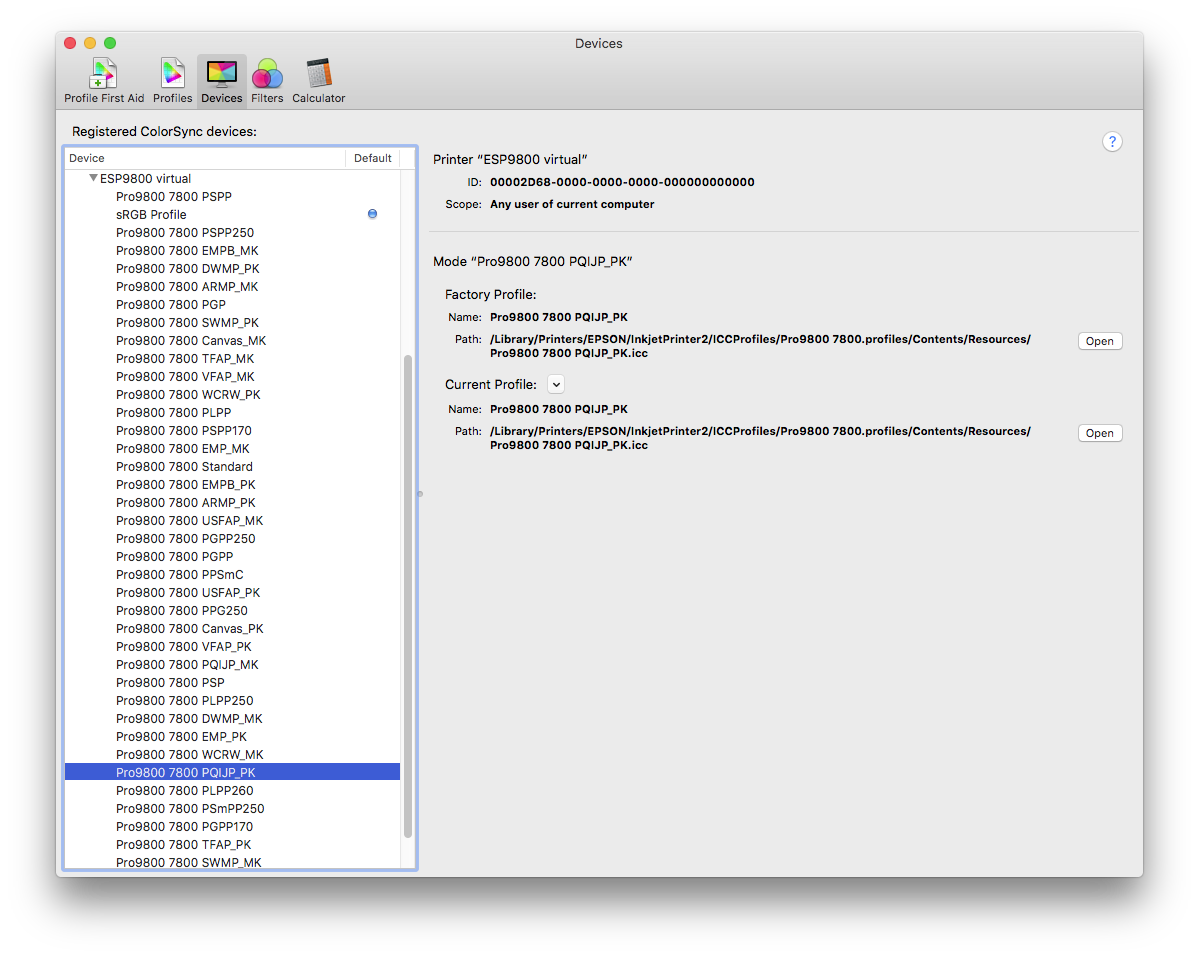 Devices
Profile First Aid Profiles Devices Filters Calculator
Registered ColorSync devices:
?
Device Default
ESP9800 virtual
Pro9800 7800 PSPP
sRGB Profile
Pro9800 7800 PSPP250
Pro9800 7800 EMPB_MK
Pro9800 7800 DWMP_PK
Pro9800 7800 ARMP_MK
Pro9800 7800 PGP
Pro9800 7800 SWMP_PK
Pro9800 7800 Canvas_MK
Pro9800 7800 TFAP_MK
Pro9800 7800 VFAP_MK
Pro9800 7800 WCRW_PK
Pro9800 7800 PLPP
Pro9800 7800 PSPP170
Pro9800 7800 EMP_MK
Pro9800 7800 Standard
Pro9800 7800 EMPB_PK
Pro9800 7800 ARMP_PK
Pro9800 7800 USFAP_MK
Pro9800 7800 PGPP250
Pro9800 7800 PGPP
Pro9800 7800 PPSmC
Pro9800 7800 USFAP_PK
Pro9800 7800 PPG250
Pro9800 7800 Canvas_PK
Pro9800 7800 VFAP_PK
Pro9800 7800 PQIJP_MK
Pro9800 7800 PSP
Pro9800 7800 PLPP250
Pro9800 7800 DWMP_MK
Pro9800 7800 EMP_PK
Pro9800 7800 WCRW_MK
Pro9800 7800 PQIJP_PK
Pro9800 7800 PLPP260
Pro9800 7800 PSmPP250
Pro9800 7800 PGPP170
Pro9800 7800 TFAP_PK
Pro9800 7800 SWMP_MK
Printer “ESP9800 virtual”
ID: 00002D68-0000-0000-0000-000000000000
Scope: Any user of current computer
Mode “Pro9800 7800 PQIJP_PK”
Factory Profile:
Name: Pro9800 7800 PQIJP_PK
Path: /Library/Printers/EPSON/InkjetPrinter2/ICCProfiles/Pro9800 7800.profiles/Contents/Resources/
Pro9800 7800 PQIJP_PK.icc
Open
Current Profile:
Name: Pro9800 7800 PQIJP_PK
Path: /Library/Printers/EPSON/InkjetPrinter2/ICCProfiles/Pro9800 7800.profiles/Contents/Resources/
Pro9800 7800 PQIJP_PK.icc
Open